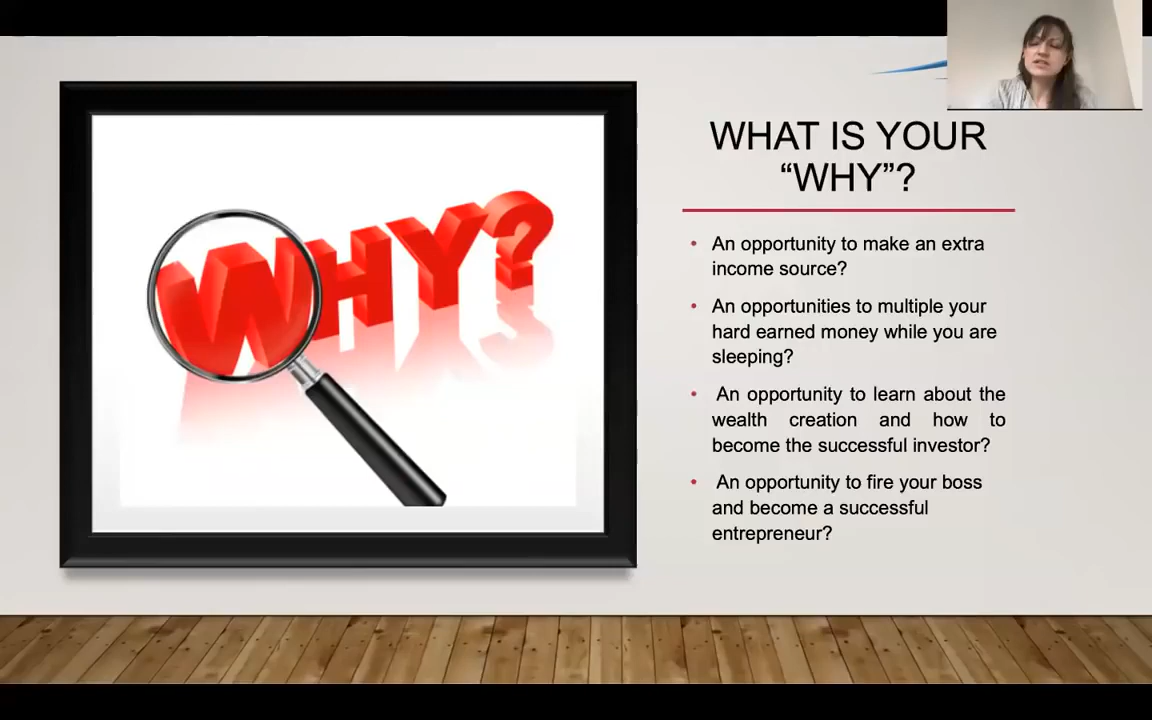 WHY?
WHAT IS YOUR
“WHY”?
• An opportunity to make an extra
income source?
• An opportunities to multiple your
hard earned money while you are
sleeping?
• An opportunity to learn about the
wealth creation and how to
become the successful investor?
• An opportunity to fire your boss
and become a successful
entrepreneur?